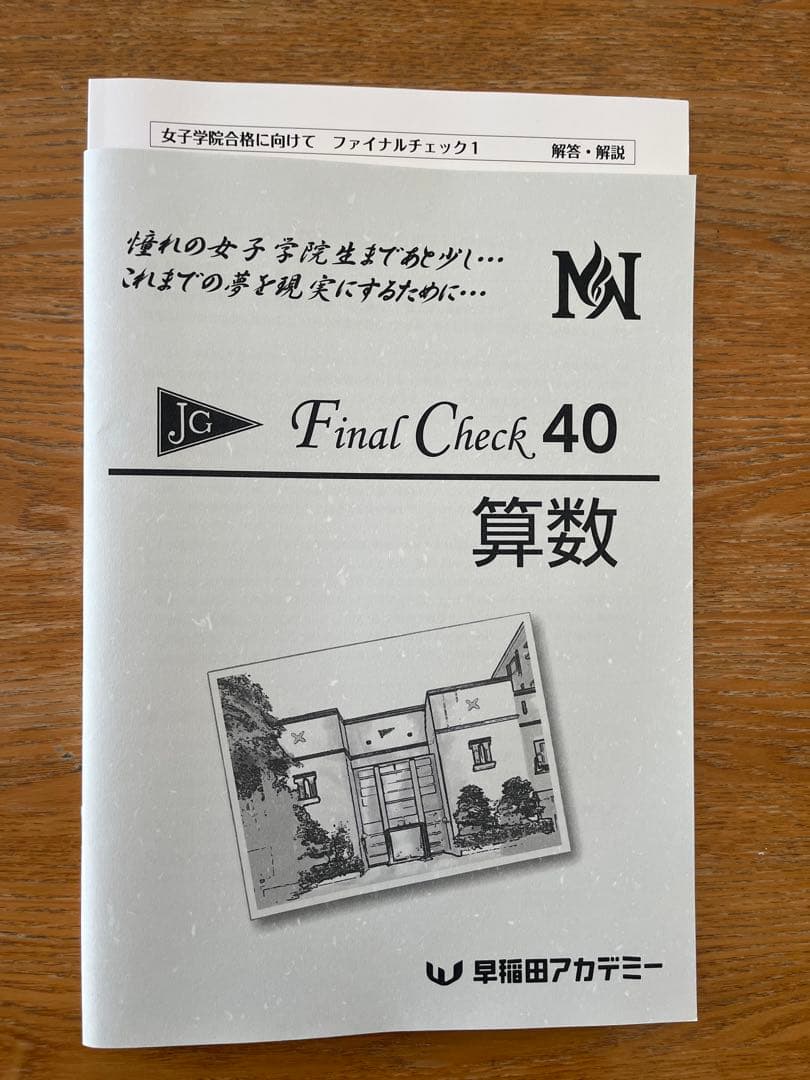 女子学院合格に向けて　ファイナルチェック1　解答・解説
憧れの女子学院生まであと少し…
これまでの夢を現実にするために…
NN
JG Final Check 40
算数
早稲田アカデミー